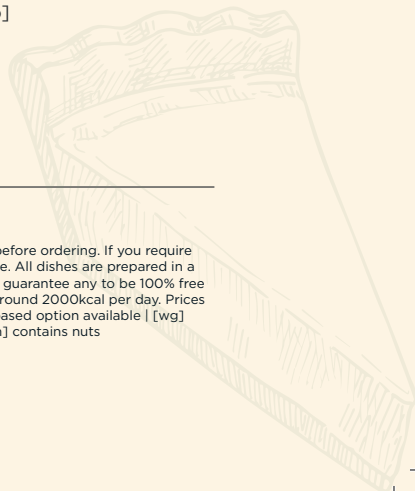 ]
before ordering. If you require
e. All dishes are prepared in a
guarantee any to be 100% free
round 2000kcal per day. Prices
ased option available | [wg]
] contains nuts